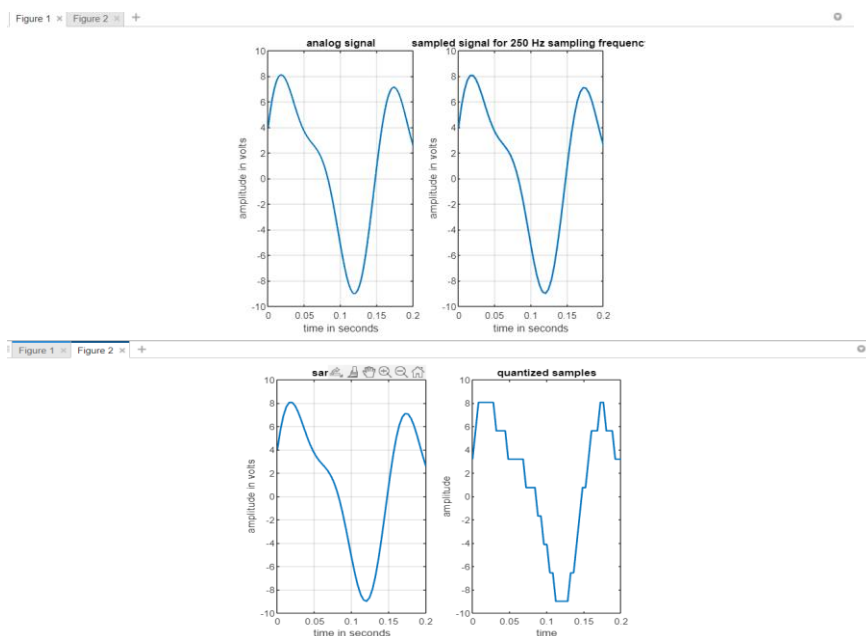 Figure 1 × Figure 2 × +
analog signal
sampled signal for 250 Hz sampling frequenc
10
8
6
4
2
0
-2
-4
-6
-8
-10
amplitude in volts
0 0.05 0.1 0.15 0.2
time in seconds
10
8
6
4
2
0
-2
-4
-6
-8
-10
amplitude in volts
0 0.05 0.1 0.15 0.2
time in seconds
Figure 1 × Figure 2 × +
sar
quantized samples
10
8
6
4
2
0
-2
-4
-6
-8
-10
amplitude in volts
0 0.05 0.1 0.15 0.2
time in seconds
10
8
6
4
2
0
-2
-4
-6
-8
-10
amplitude
0 0.05 0.1 0.15 0.2
time